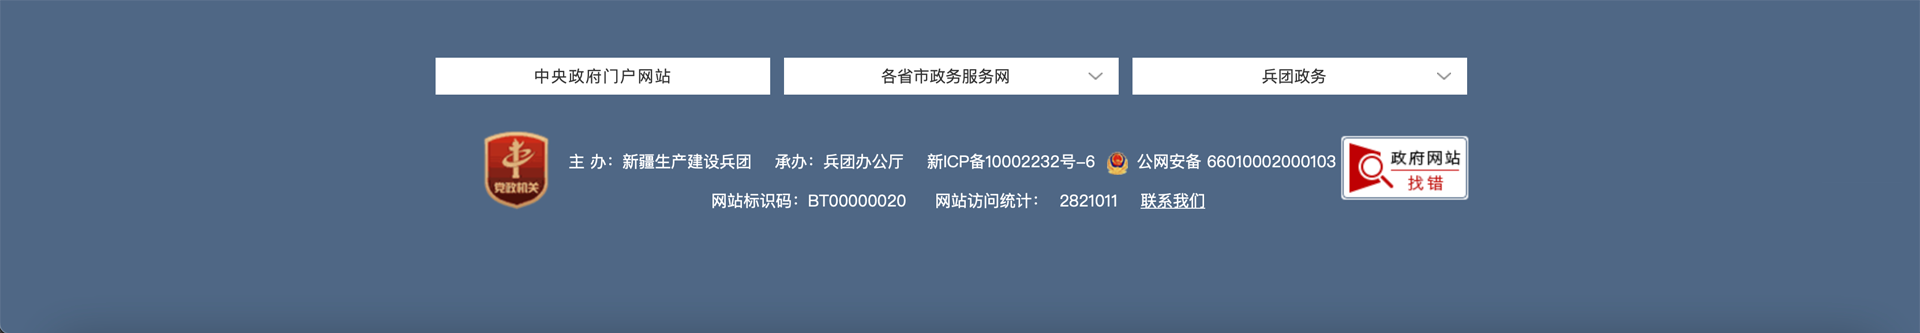 中央政府门户网站 各省市政务服务网 兵团政务
党政机关
主 办：新疆生产建设兵团 承办：兵团办公厅 新ICP备10002232号-6 公网安备 66010002000103
政府网站
找错
网站标识码：BT00000020 网站访问统计： 2821011 联系我们